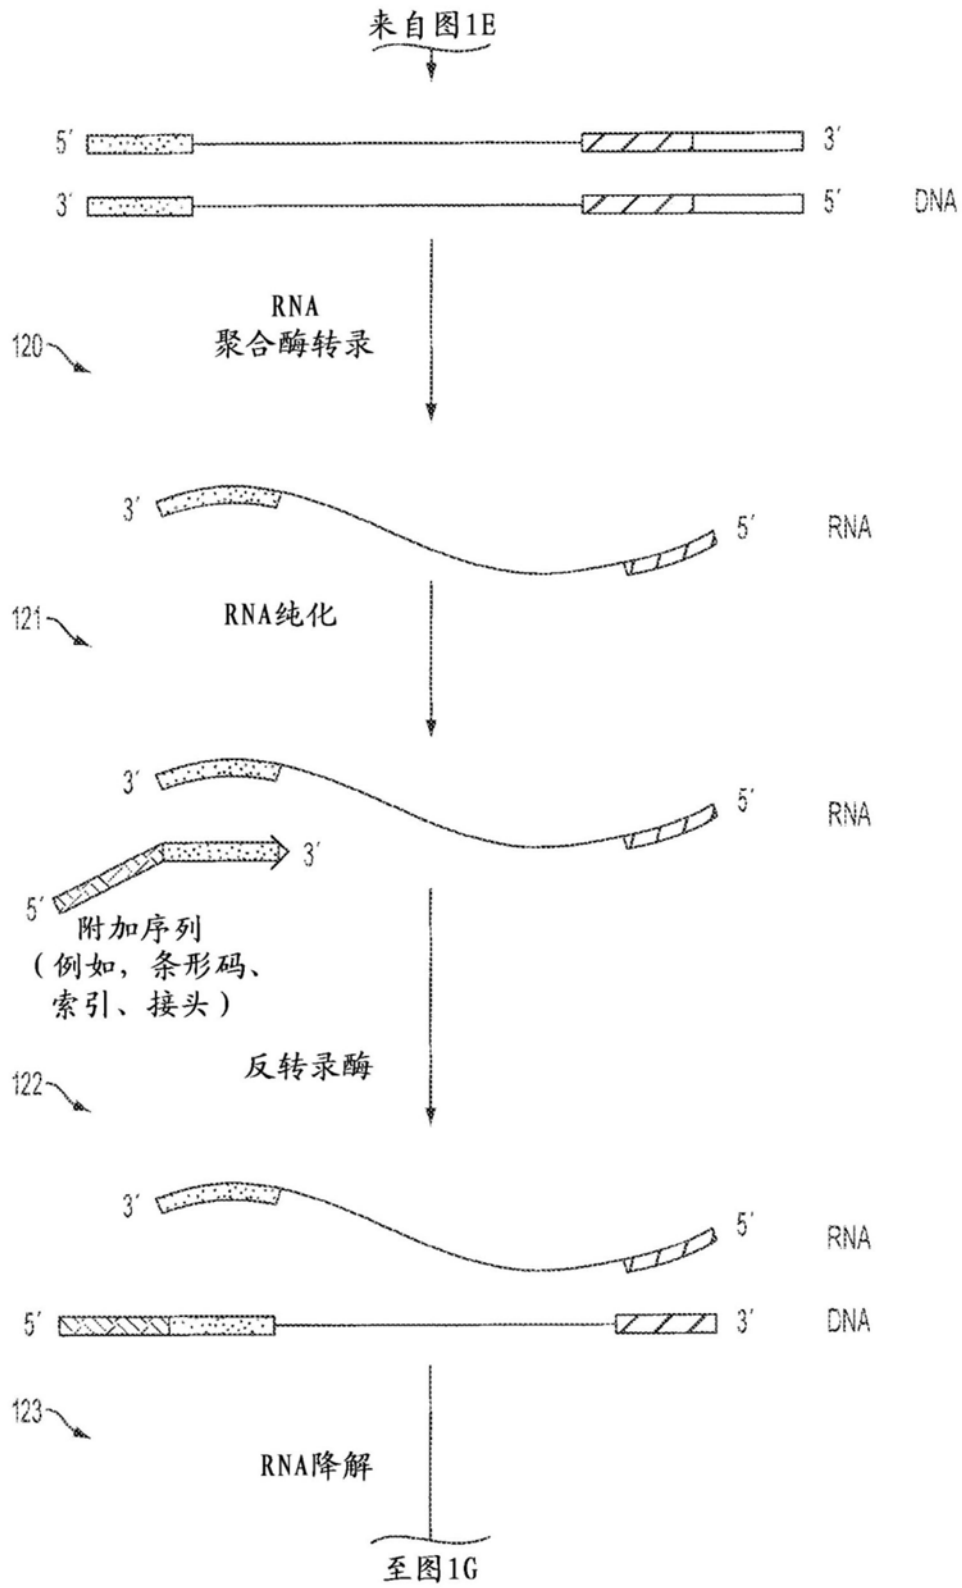 来自图1E
5′ 3′
3′ 5′ DNA
RNA
聚合酶转录
120
3′ 5′ RNA
RNA纯化
121
3′ 5′ RNA
3′
5′
附加序列
(例如, 条形码、
索引、接头)
反转录酶
122
3′ 5′ RNA
5′ 3′ DNA
123
RNA降解
至图1G